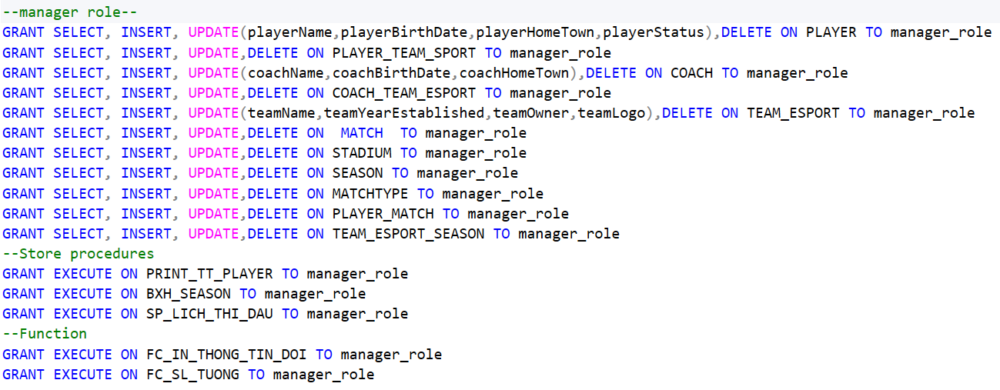 --manager role--
GRANT SELECT, INSERT, UPDATE(playerName,playerBirthDate,playerHomeTown,playerStatus),DELETE ON PLAYER TO manager_role
GRANT SELECT, INSERT, UPDATE,DELETE ON PLAYER_TEAM_SPORT TO manager_role
GRANT SELECT, INSERT, UPDATE(coachName,coachBirthDate,coachHomeTown),DELETE ON COACH TO manager_role
GRANT SELECT, INSERT, UPDATE,DELETE ON COACH_TEAM_ESPORT TO manager_role
GRANT SELECT, INSERT, UPDATE(teamName,teamYearEstablished,teamOwner,teamLogo),DELETE ON TEAM_ESPORT TO manager_role
GRANT SELECT, INSERT, UPDATE,DELETE ON  MATCH  TO manager_role
GRANT SELECT, INSERT, UPDATE,DELETE ON STADIUM TO manager_role
GRANT SELECT, INSERT, UPDATE,DELETE ON SEASON TO manager_role
GRANT SELECT, INSERT, UPDATE,DELETE ON MATCHTYPE TO manager_role
GRANT SELECT, INSERT, UPDATE,DELETE ON PLAYER_MATCH TO manager_role
GRANT SELECT, INSERT, UPDATE,DELETE ON TEAM_ESPORT_SEASON TO manager_role
--Store procedures
GRANT EXECUTE ON PRINT_TT_PLAYER TO manager_role
GRANT EXECUTE ON BXH_SEASON TO manager_role
GRANT EXECUTE ON SP_LICH_THI_DAU TO manager_role
--Function
GRANT EXECUTE ON FC_IN_THONG_TIN_DOI TO manager_role
GRANT EXECUTE ON FC_SL_TUONG TO manager_role